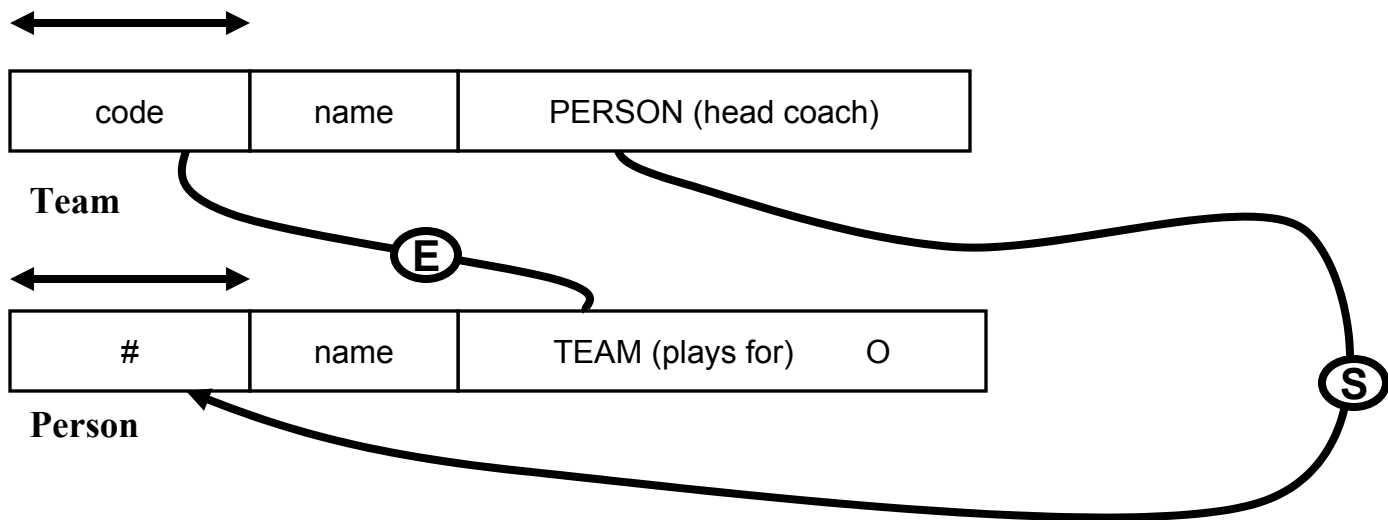 code name PERSON (head coach)
Team
E
# name TEAM (plays for) O
S
Person